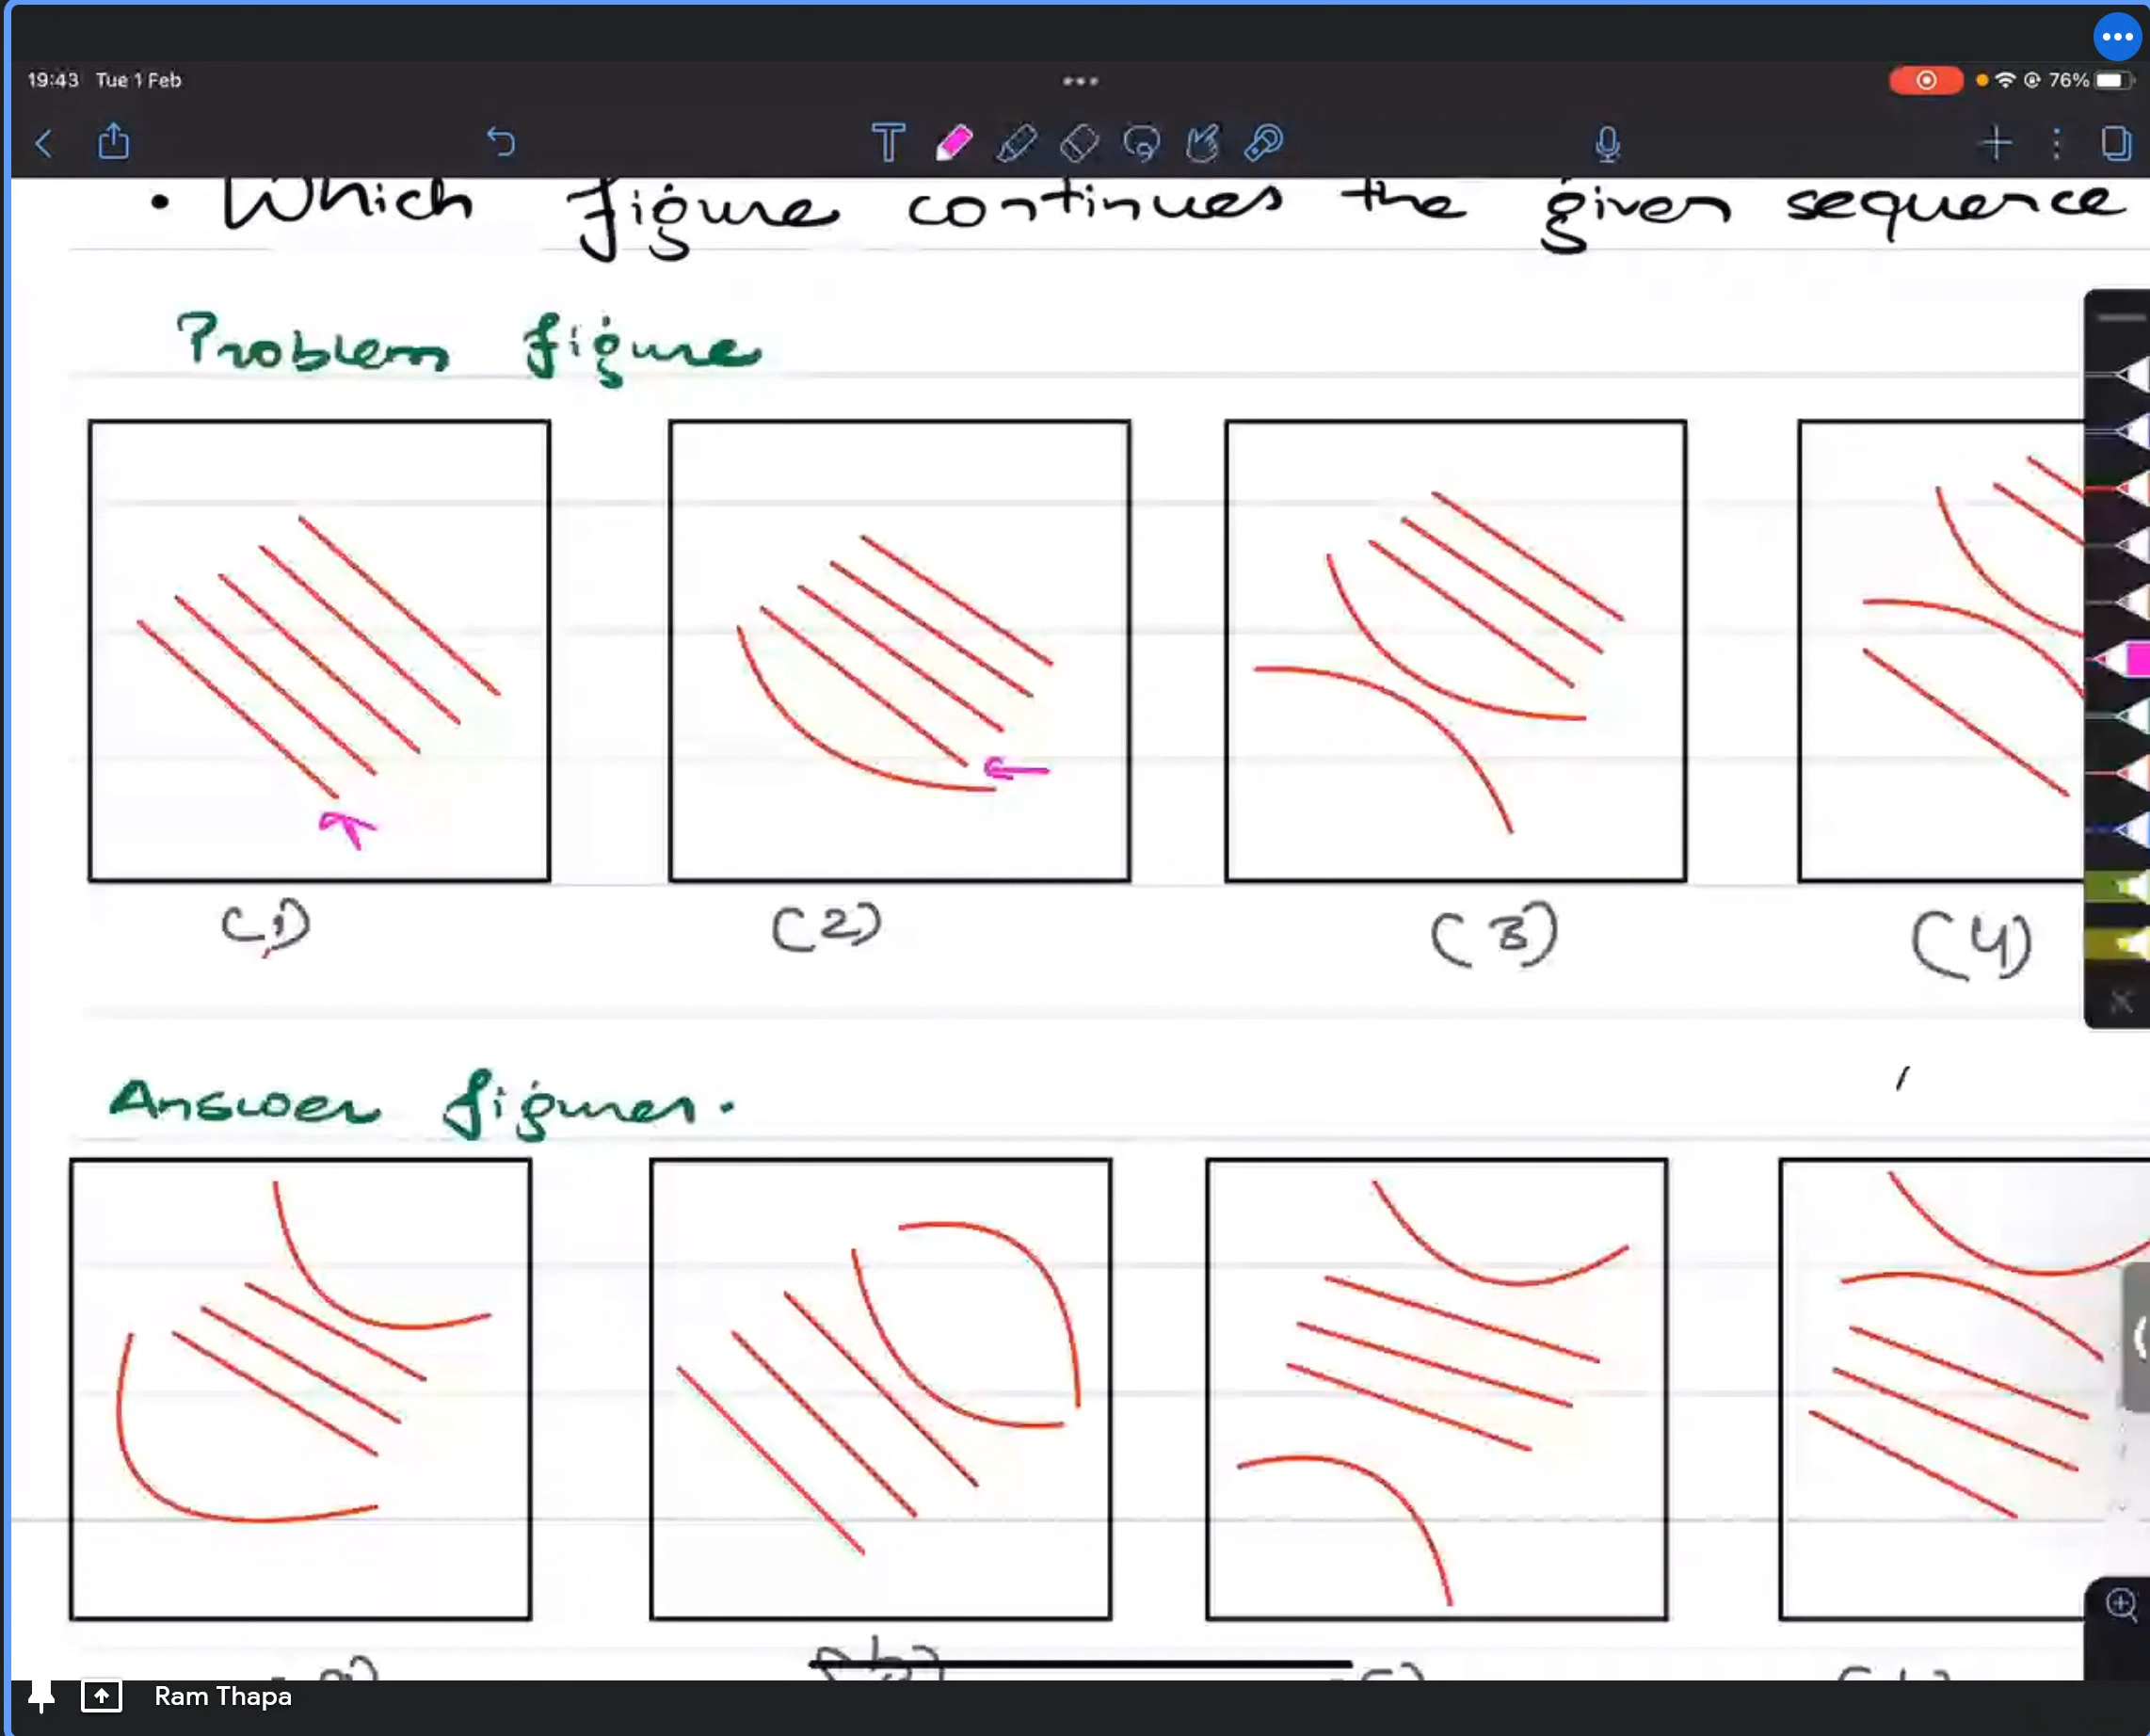 19:43 Tue 1 Feb
76%
• Which figure continues the given sequence
Problem figure
(1) (2) (3) (4)
Answer figures.
(b)
Ram Thapa